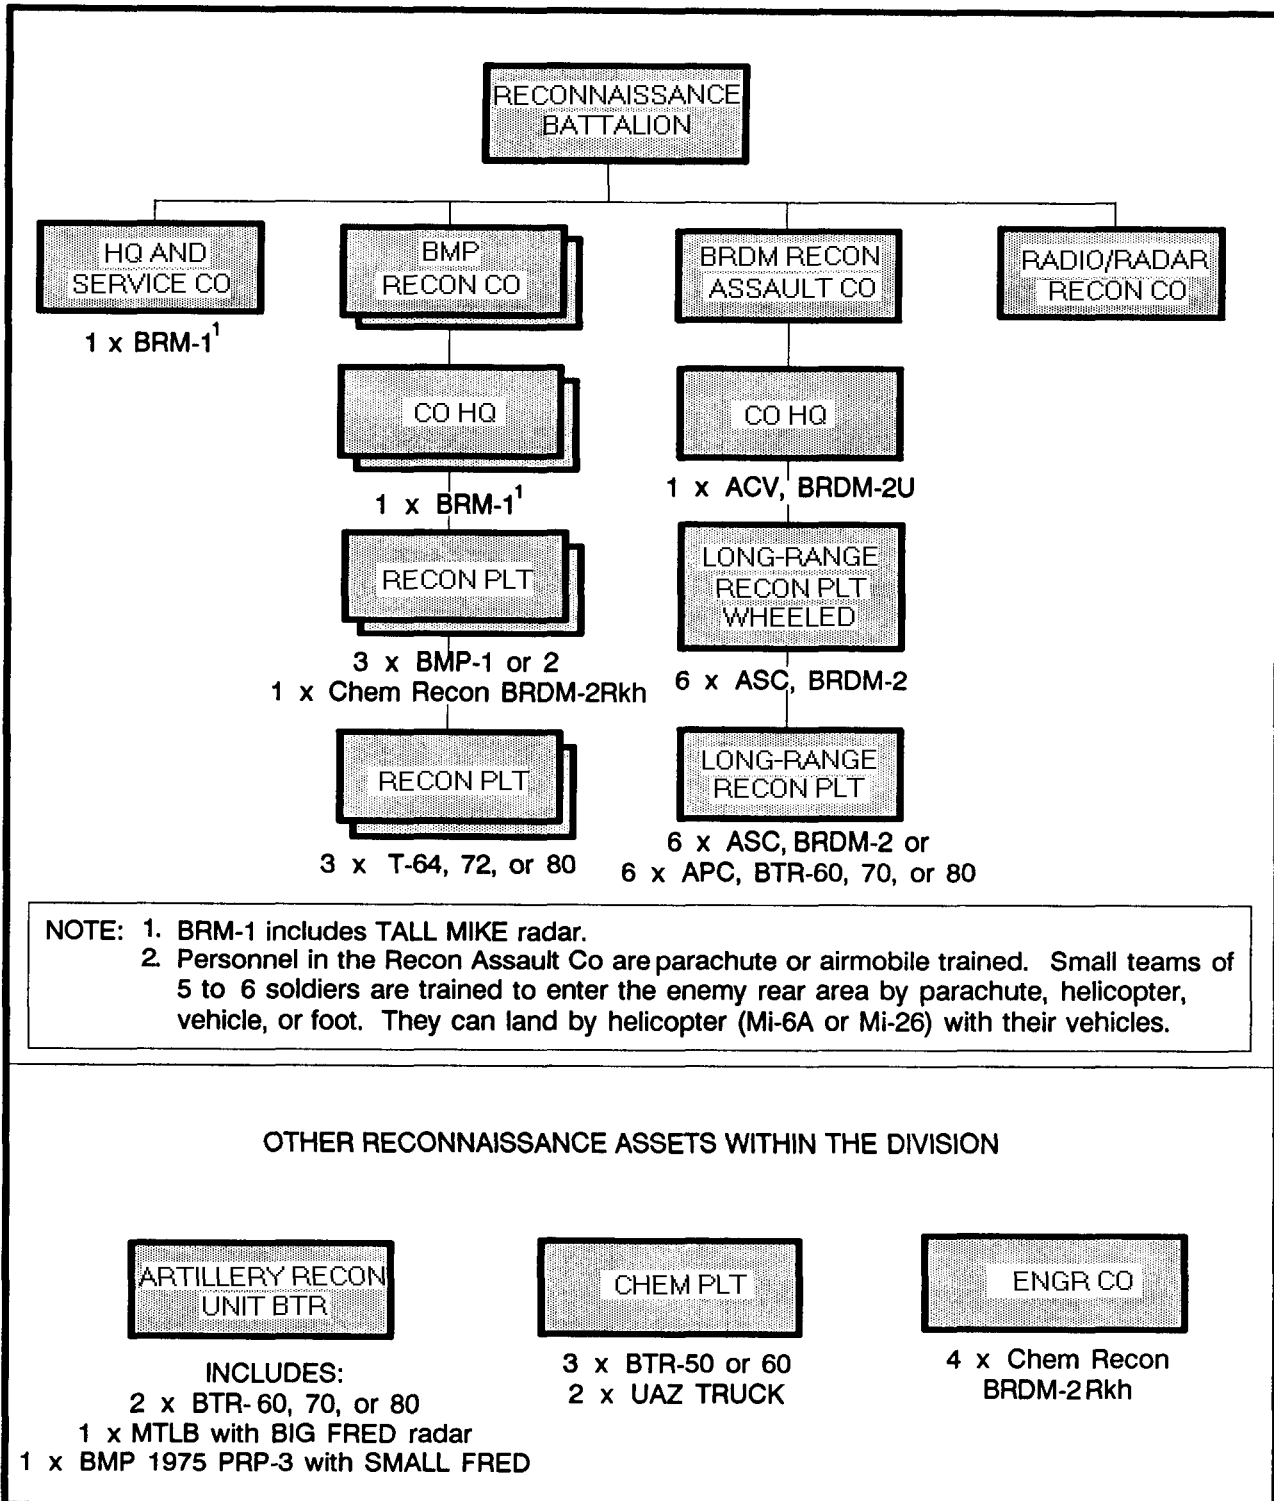 RECONNAISSANCE
BATTALION
HQ AND
SERVICE CO
1 x BRM-1¹
BMP
RECON CO
CO HQ
1 x BRM-1¹
RECON PLT
3 x BMP-1 or 2
1 x Chem Recon BRDM-2Rkh
RECON PLT
3 x T-64, 72, or 80
BRDM RECON
ASSAULT CO
CO HQ
1 x ACV, BRDM-2U
LONG-RANGE
RECON PLT
WHEELED
6 x ASC, BRDM-2
LONG-RANGE
RECON PLT
6 x ASC, BRDM-2 or
6 x APC, BTR-60, 70, or 80
RADIO/RADAR
RECON CO
NOTE: 1. BRM-1 includes TALL MIKE radar.
2. Personnel in the Recon Assault Co are parachute or airmobile trained. Small teams of
5 to 6 soldiers are trained to enter the enemy rear area by parachute, helicopter,
vehicle, or foot. They can land by helicopter (Mi-6A or Mi-26) with their vehicles.
OTHER RECONNAISSANCE ASSETS WITHIN THE DIVISION
ARTILLERY RECON
UNIT BTR
INCLUDES:
2 x BTR-60, 70, or 80
1 x MTLB with BIG FRED radar
1 x BMP 1975 PRP-3 with SMALL FRED
CHEM PLT
3 x BTR-50 or 60
2 x UAZ TRUCK
ENGR CO
4 x Chem Recon
BRDM-2 Rkh